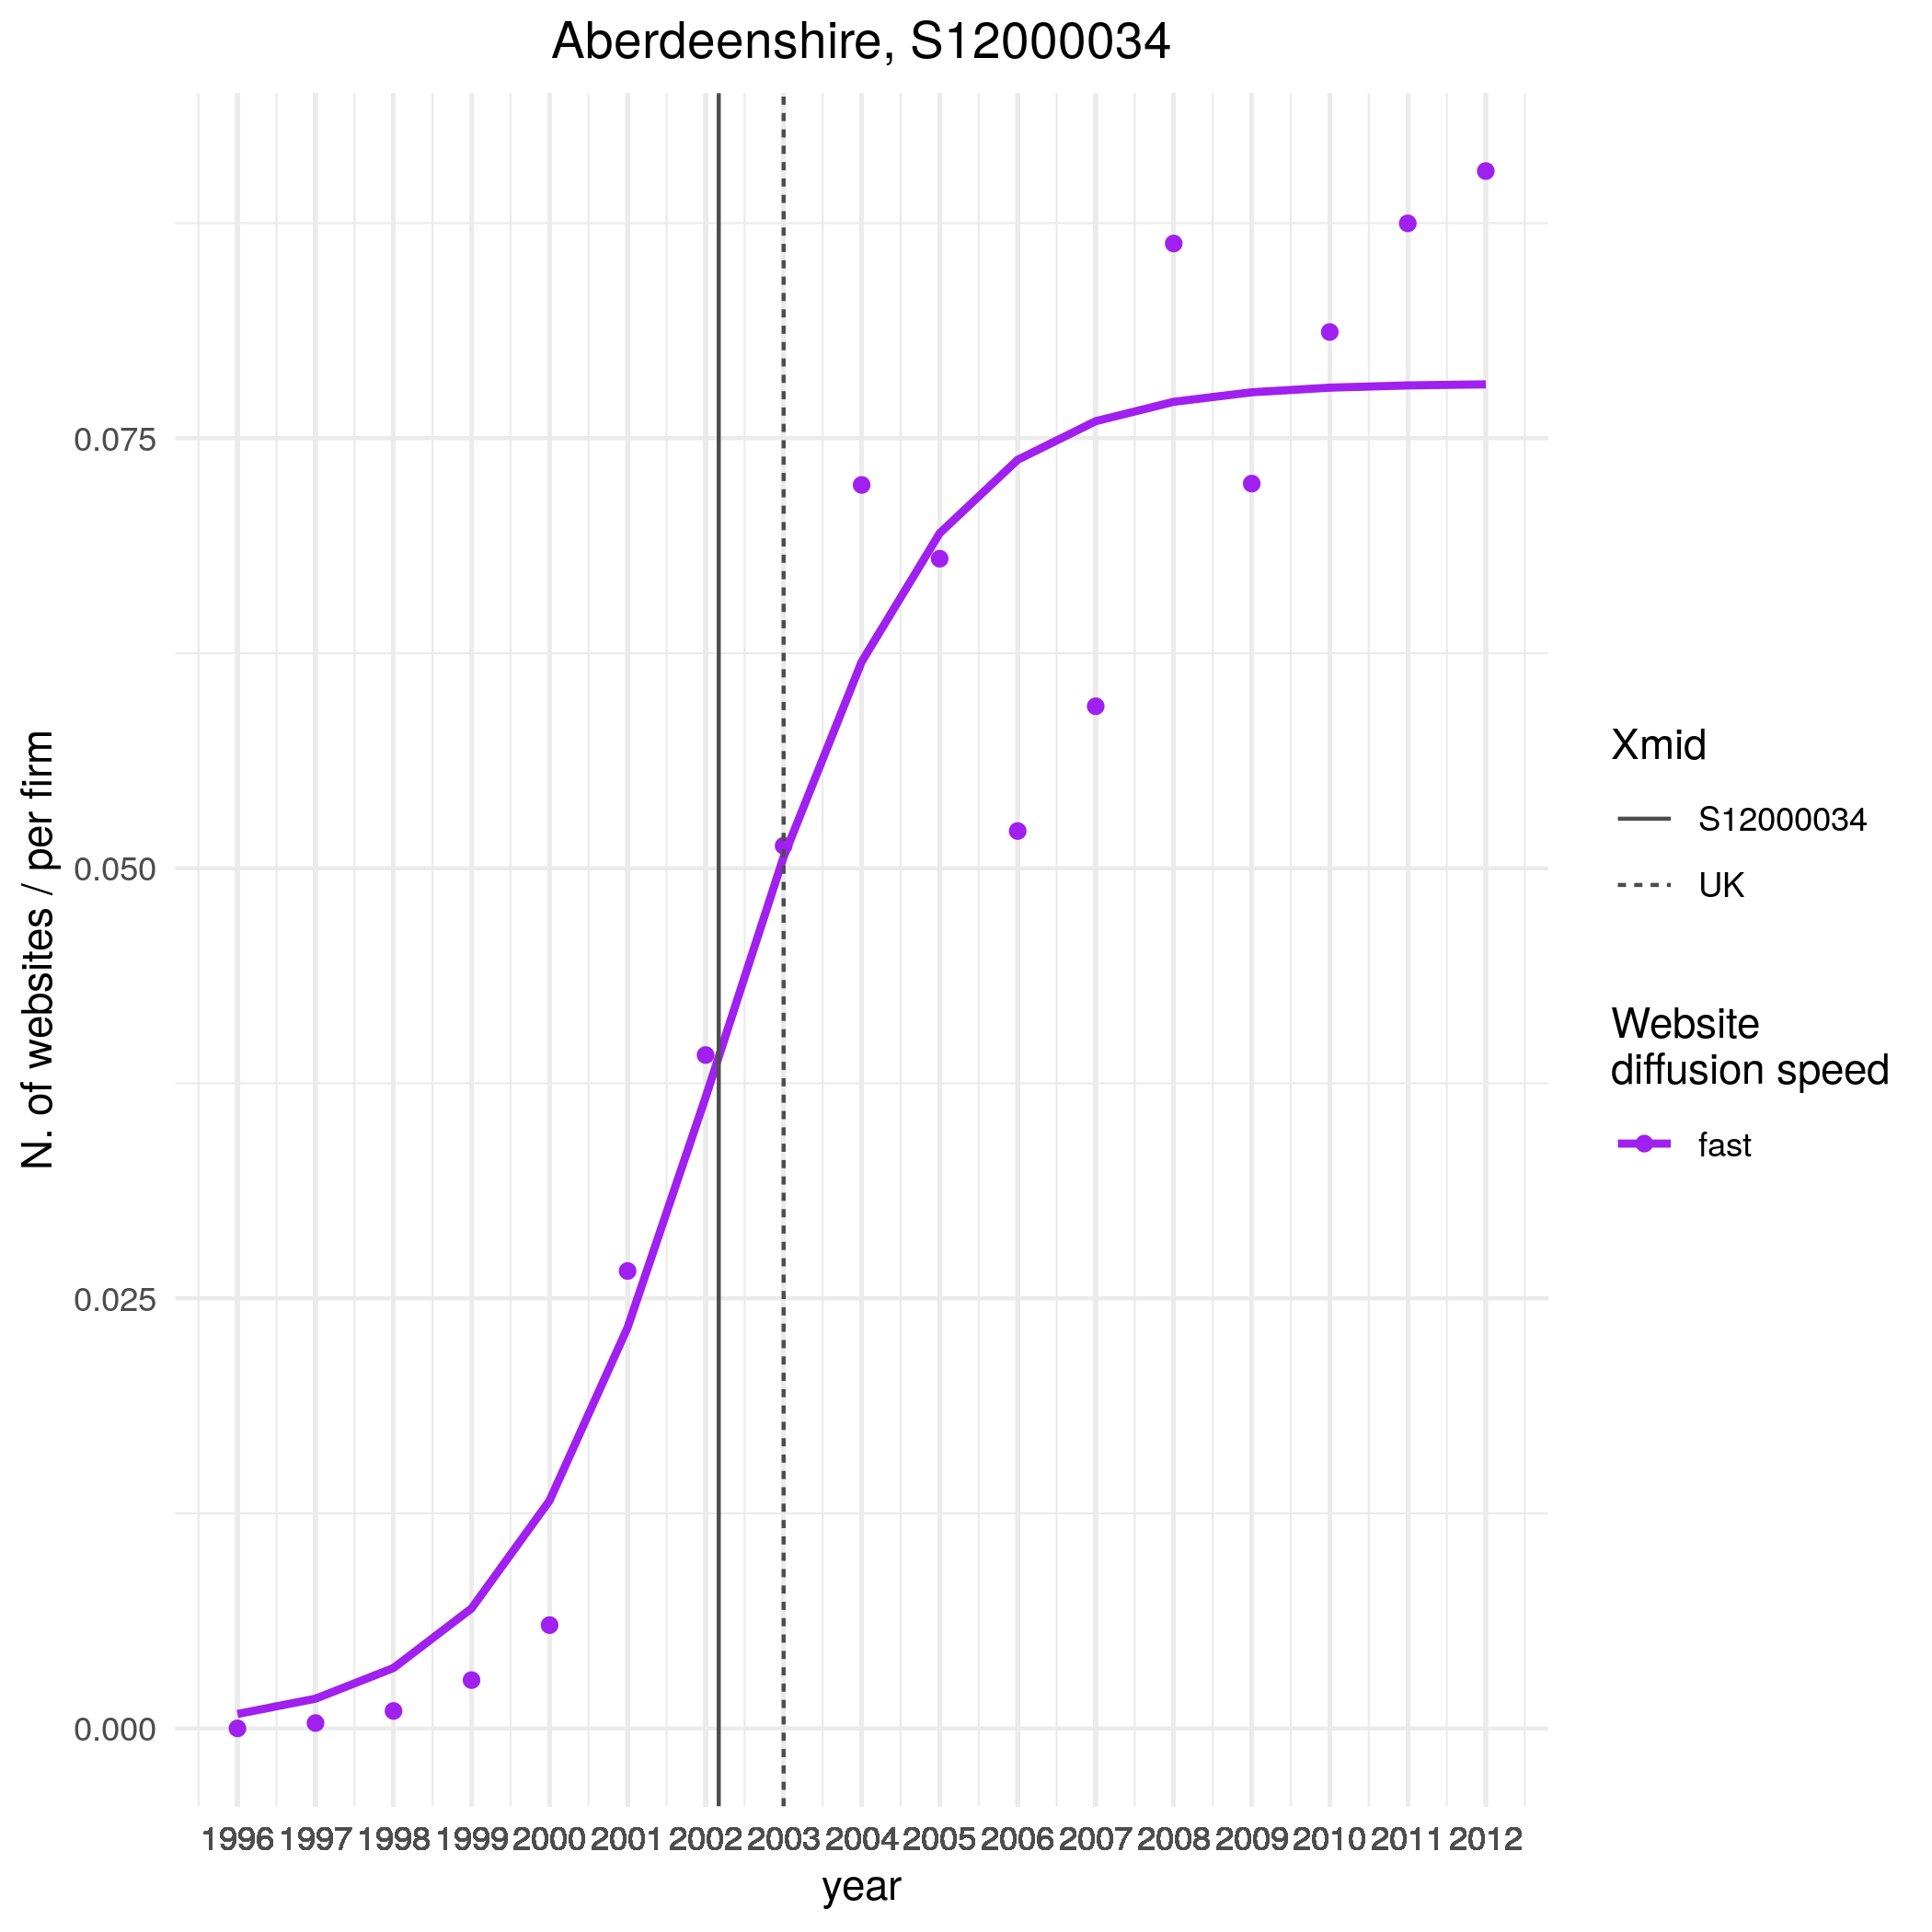 Aberdeenshire, S12000034
N. of websites / per firm
0.075
0.050
0.025
0.000
1996 1997 1998 1999 2000 2001 2002 2003 2004 2005 2006 2007 2008 2009 2010 2011 2012
year
Xmid
S12000034
UK
Website
diffusion speed
fast